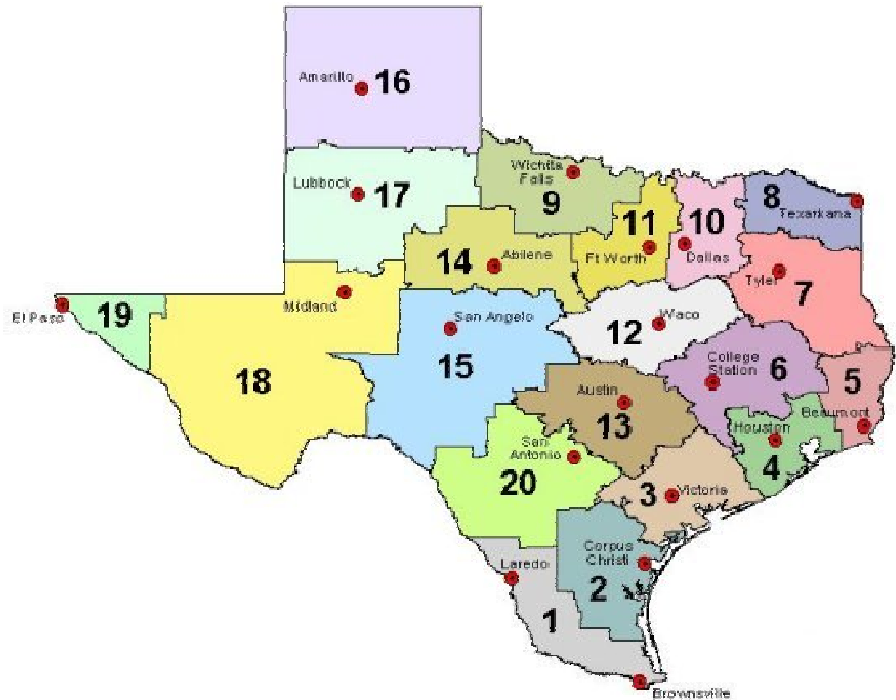 Amarillo
16
Lubbock
17
Wichita
Falls
9
11
10
8
Texarkana
14
Abilene
Ft Worth
Dallas
Tyler
7
El Paso
19
Midland
San Angelo
12
Waco
18
15
College
Station
6
5
Austin
13
Beaumont
Houston
4
San
Antonio
20
3
Victoria
Laredo
Corpus
Christi
2
1
Brownsville